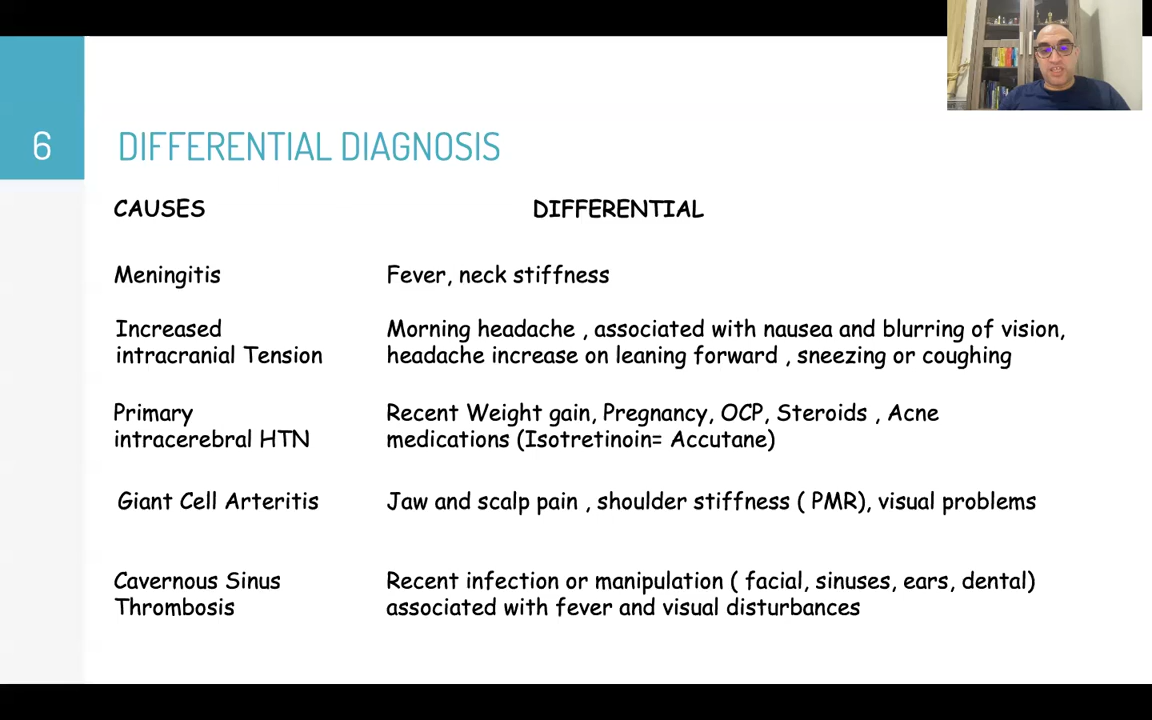 6
DIFFERENTIAL DIAGNOSIS
CAUSES DIFFERENTIAL
Meningitis Fever, neck stiffness
Increased Morning headache , associated with nausea and blurring of vision,
intracranial Tension headache increase on leaning forward , sneezing or coughing
Primary Recent Weight gain, Pregnancy, OCP, Steroids , Acne
intracerebral HTN medications (Isotretinoin= Accutane)
Giant Cell Arteritis Jaw and scalp pain , shoulder stiffness ( PMR), visual problems
Cavernous Sinus Recent infection or manipulation ( facial, sinuses, ears, dental)
Thrombosis associated with fever and visual disturbances